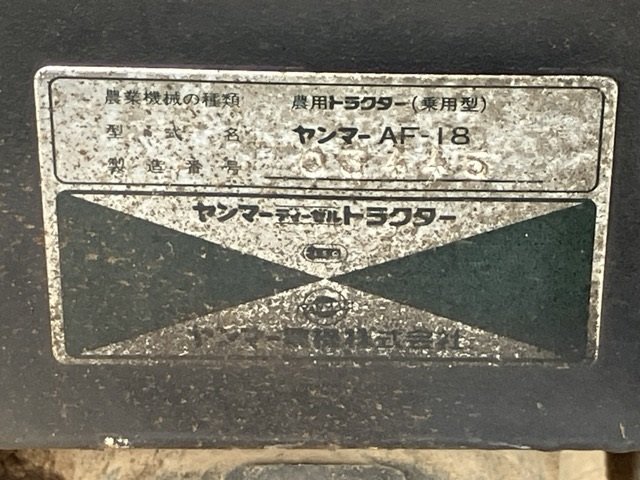 農業機械の種類 農用トラクター(乗用型)
型式名 ヤンマー AF-18
製造番号
ヤンマーディーゼルトラクター
ヤンマー農機株式会社